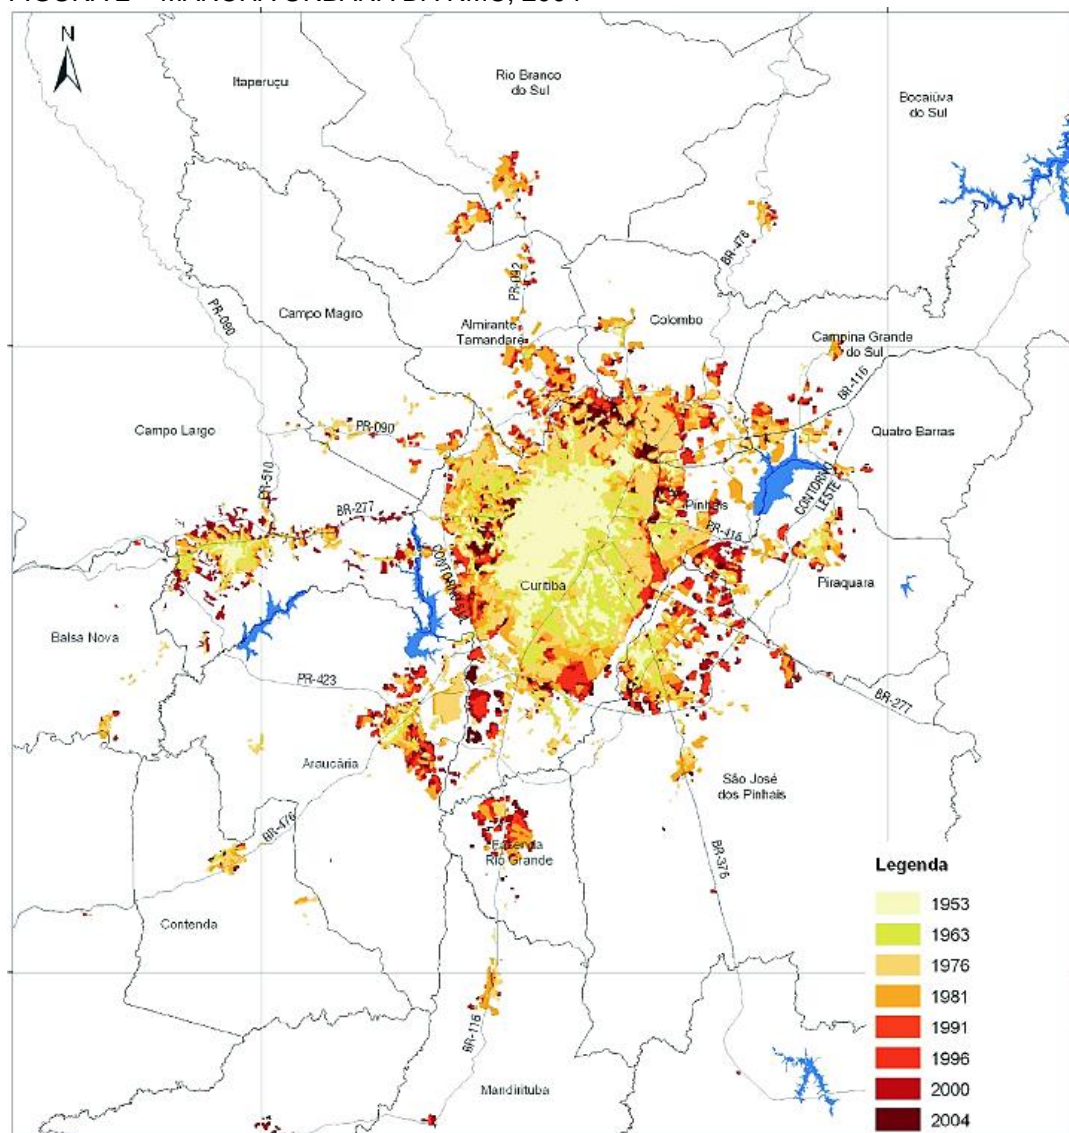 N
Itaperuçu
Rio Branco
do Sul
Bocaiúva
do Sul
BR-476
PR-092
PR-090
Campo Magro
Almirante
Tamandaré
Colombo
Campina Grande
do Sul
BR-116
Campo Largo
PR-090
Quatro Barras
PR-510
BR-277
Pinhais
CONTORNO
LESTE
PR-415
CONTORNO
Curitiba
Piraquara
Balsa Nova
PR-423
BR-277
Araucária
São José
dos Pinhais
BR-476
Fazenda
Rio Grande
BR-376
Contenda
BR-116
Mandirituba
Legenda
1953
1963
1976
1981
1991
1996
2000
2004